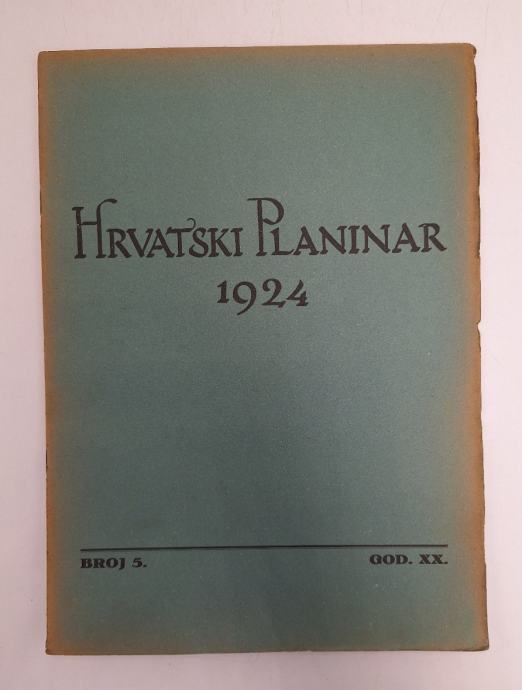 HRVATSKI PLANINAR
1924
BROJ 5. GOD. XX.